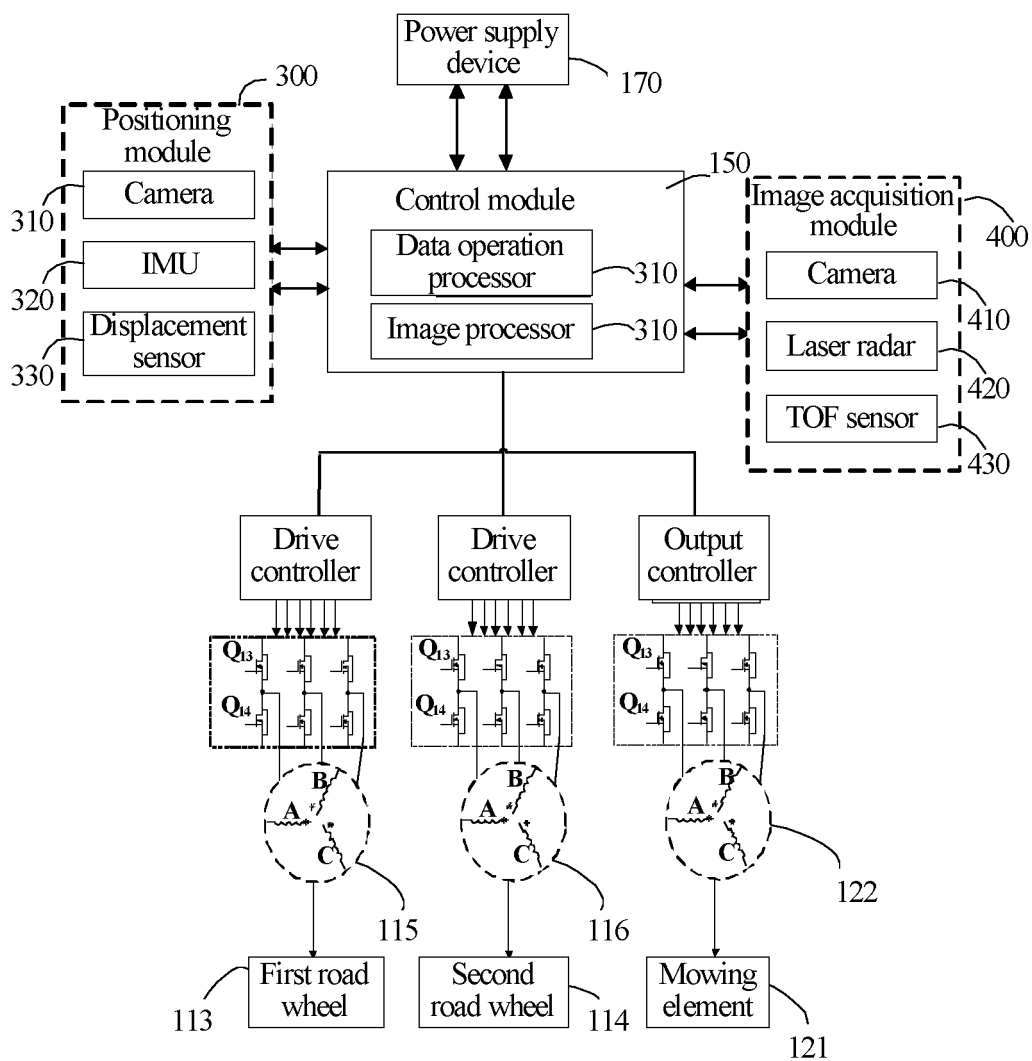 Power supply
device
170
300
Positioning
module
Camera
310
IMU
320
Displacement
sensor
330
150
Control module
Data operation
processor
310
Image processor
310
Image acquisition
module
400
Camera
410
Laser radar
420
TOF sensor
430
Drive
controller
Drive
controller
Output
controller
Q13
Q14
Q13
Q14
Q13
Q14
A
B
C
A
B
C
A
B
C
115
116
122
First road
wheel
113
Second
road wheel
114
Mowing
element
121